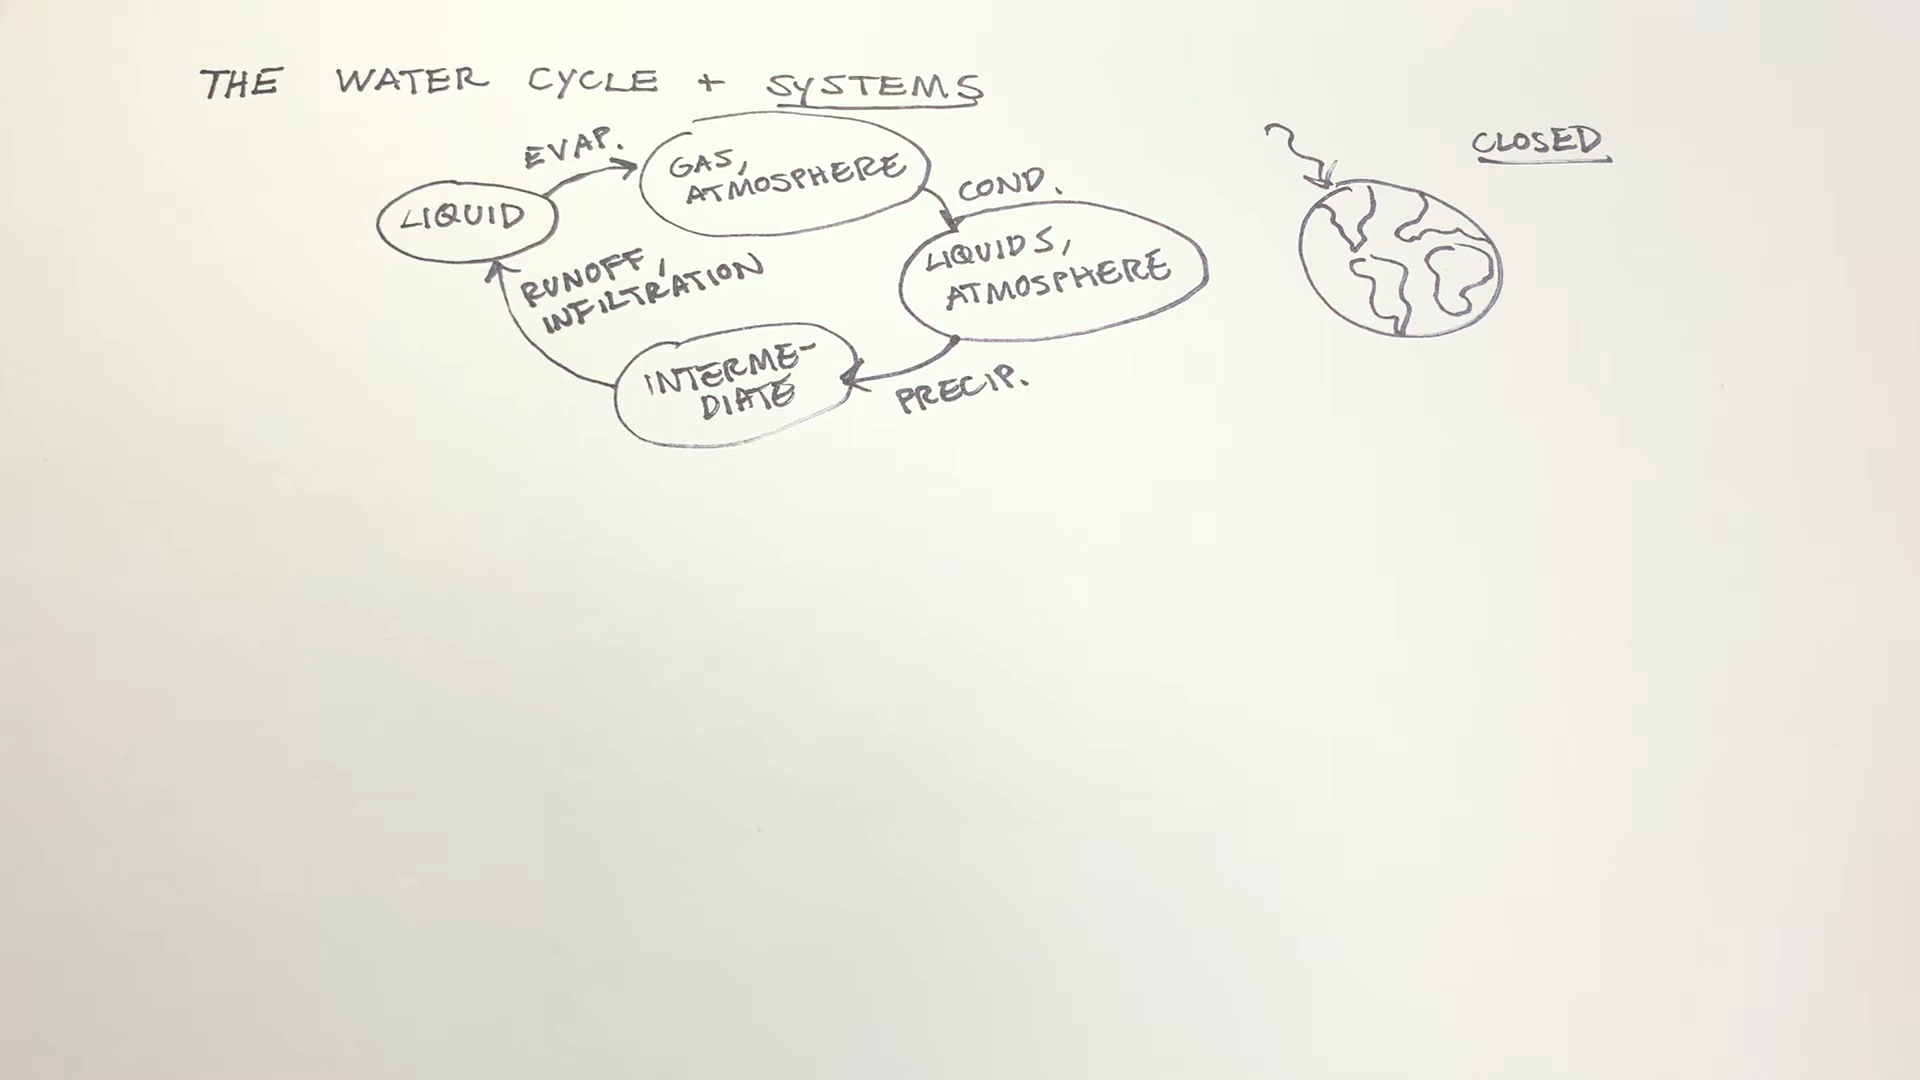 THE WATER CYCLE + SYSTEMS
EVAP.
GAS,
ATMOSPHERE
COND.
LIQUID
LIQUIDS,
ATMOSPHERE
RUNOFF,
INFILTRATION
INTERME-
DIATE
PRECIP.
CLOSED